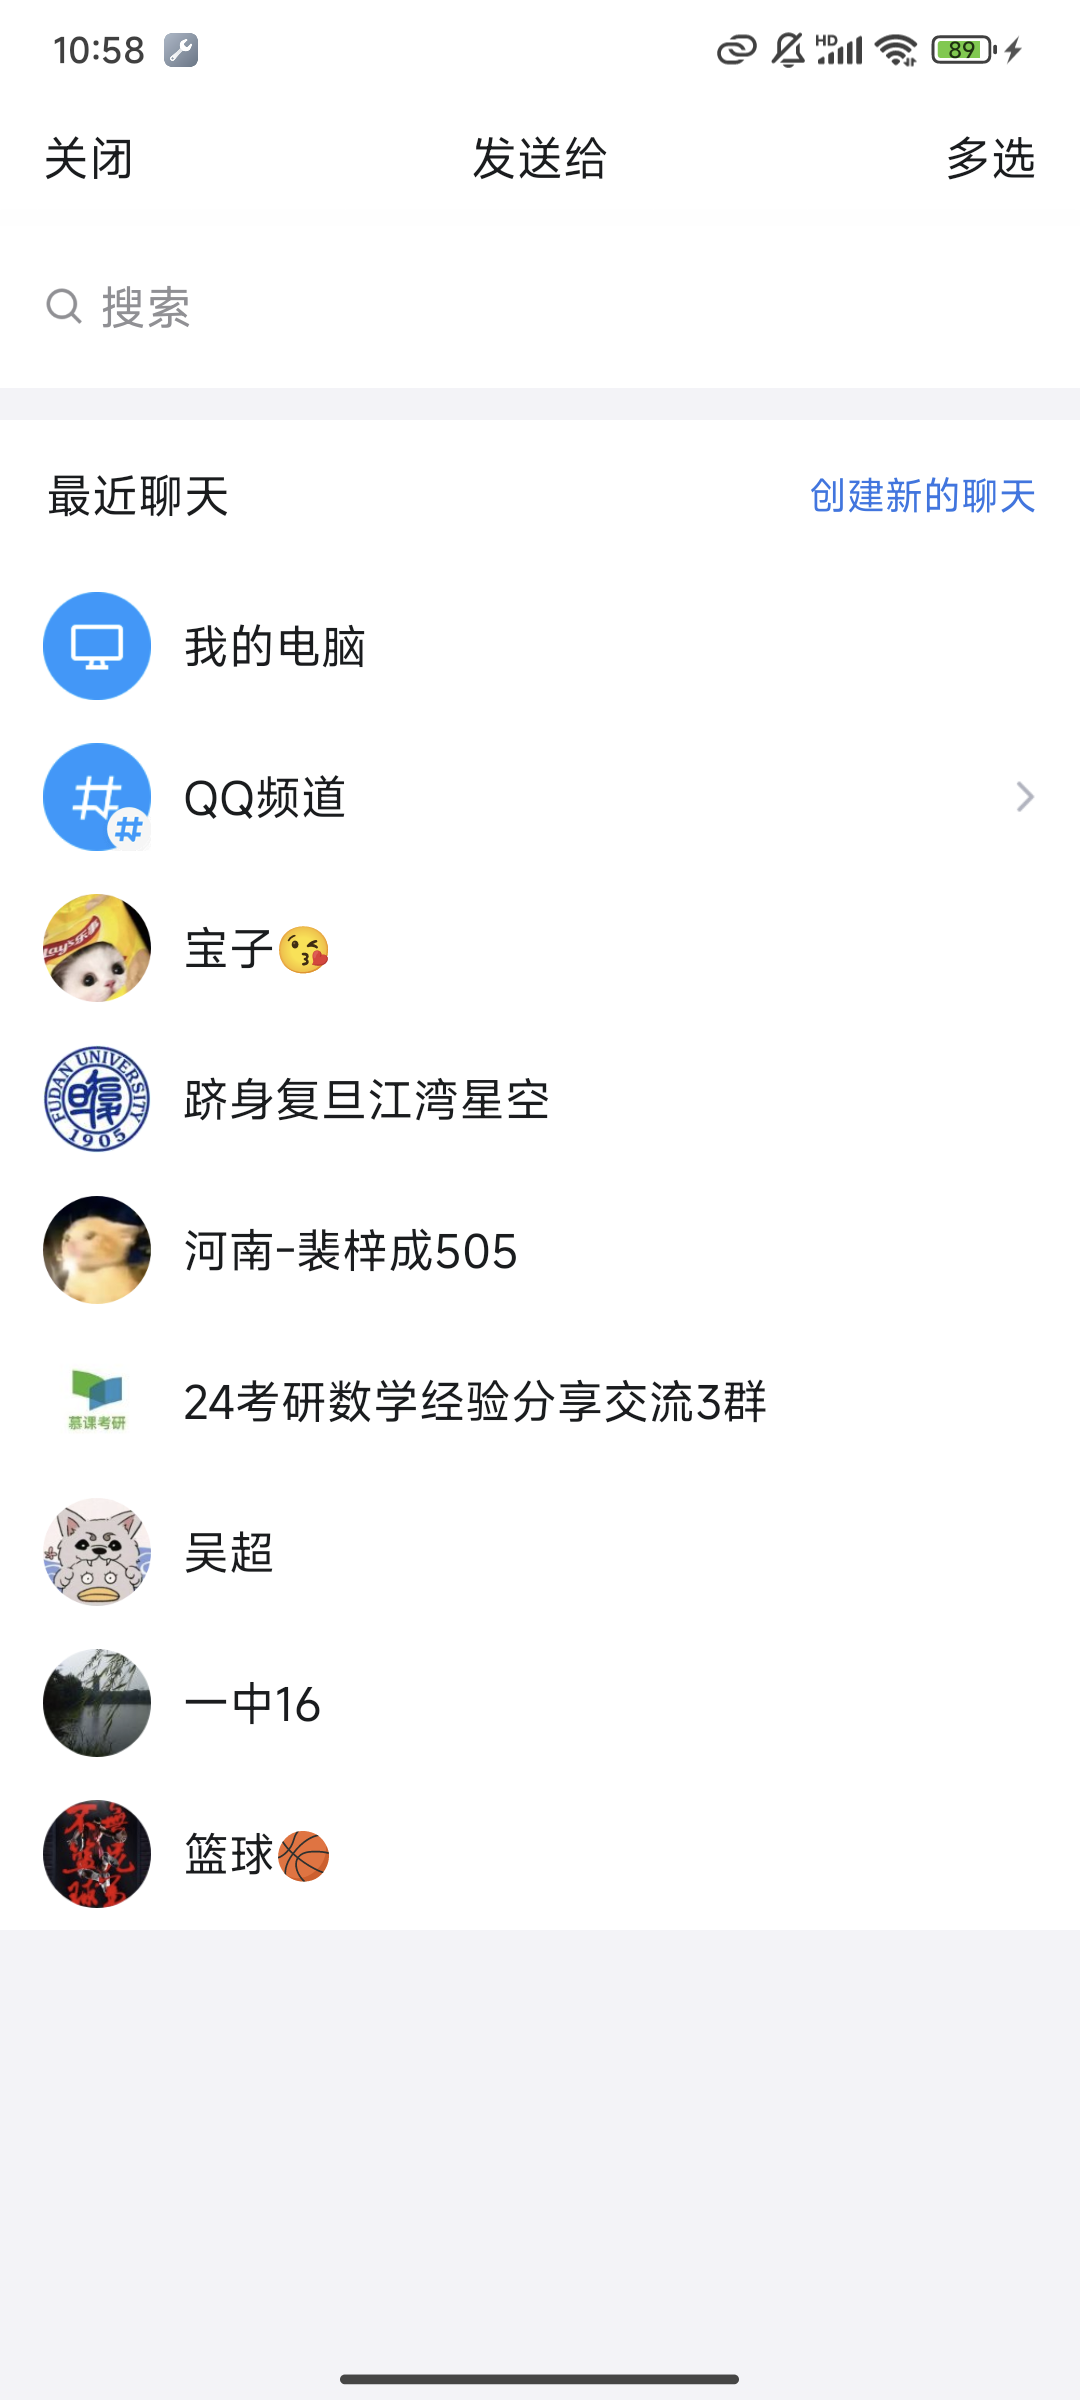 10:58
HD
89
关闭
发送给
多选
搜索
最近聊天
创建新的聊天
我的电脑
QQ频道
Lay's乐事
宝子😘
FUDAN UNIVERSITY
1905
跻身复旦江湾星空
河南-裴梓成505
慕课考研
24考研数学经验分享交流3群
吴超
一中16
篮球🏀